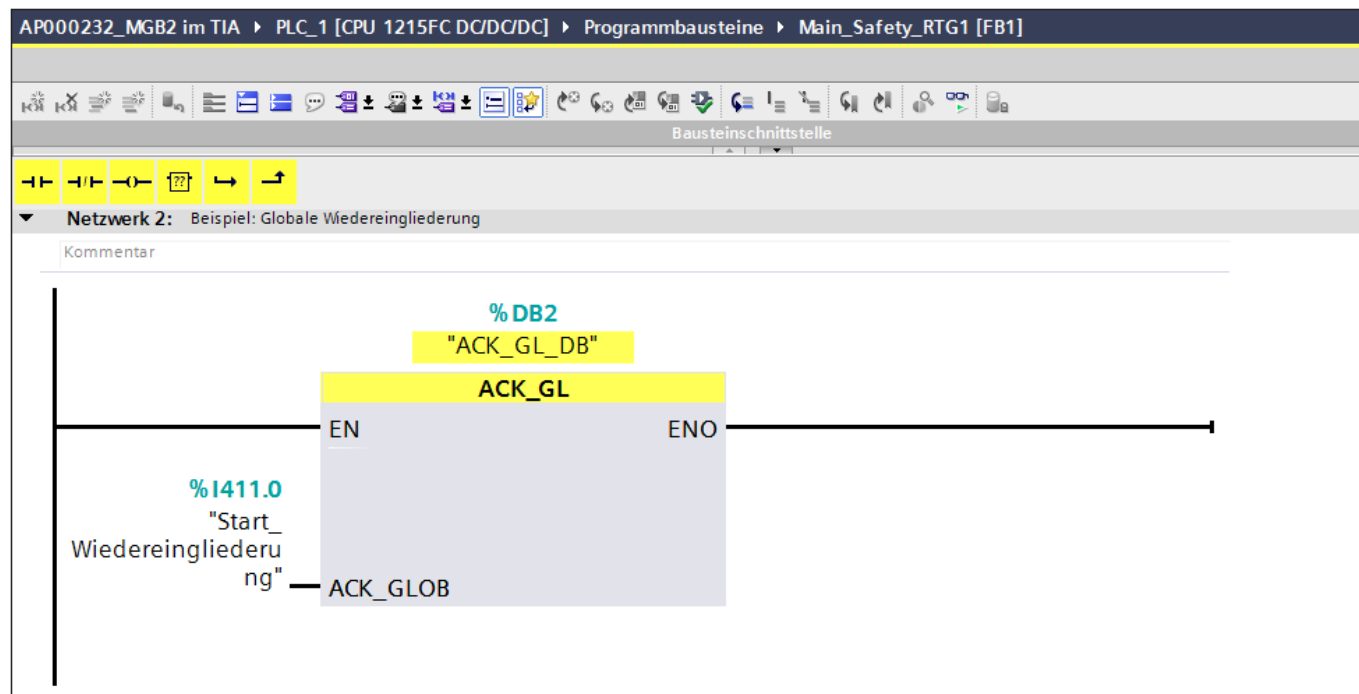 AP000232_MGB2 im TIA ▸ PLC_1 [CPU 1215FC DC/DC/DC] ▸ Programmbausteine ▸ Main_Safety_RTG1 [FB1]
Bausteinschnittstelle
??
Netzwerk 2: Beispiel: Globale Wiedereingliederung
Kommentar
%DB2
"ACK_GL_DB"
ACK_GL
EN ENO
%I411.0
"Start_
Wiedereingliederu
ng"
ACK_GLOB